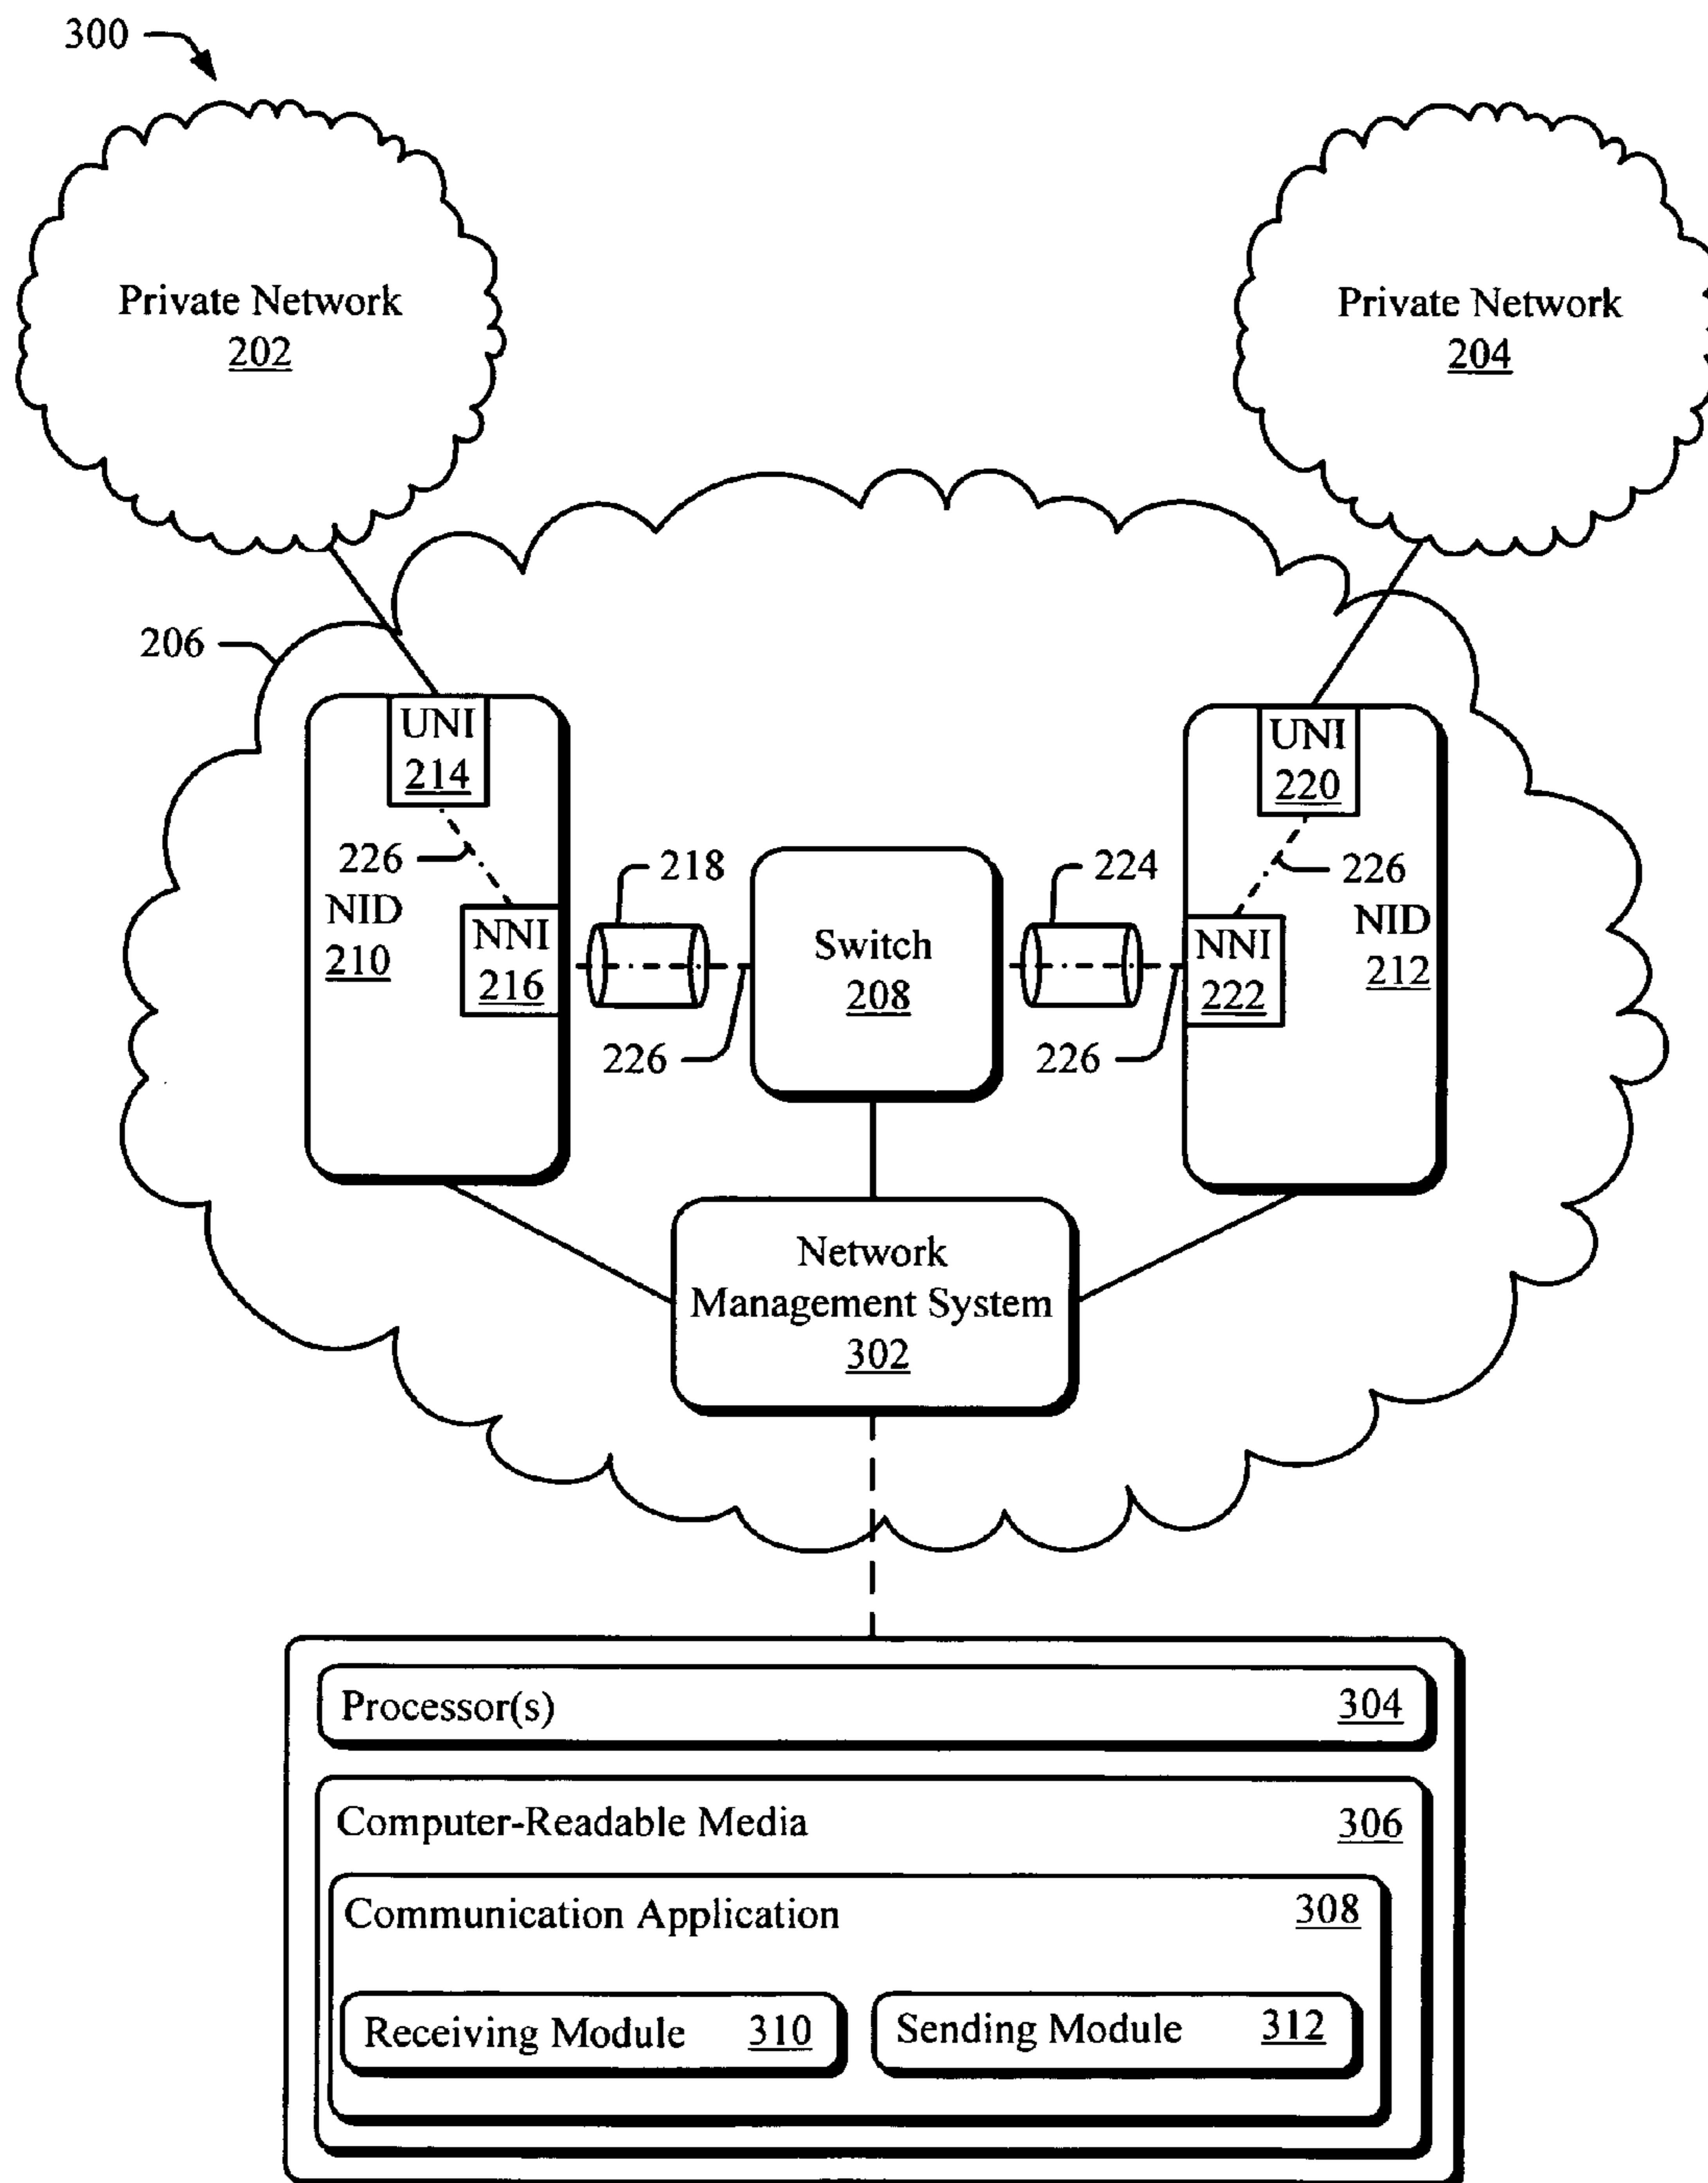 300
Private Network
202
Private Network
204
206
UNI
214
UNI
220
226
218
224
226
NID
210
NNI
216
Switch
208
NNI
222
NID
212
226
226
Network
Management System
302
Processor(s) 304
Computer-Readable Media 306
Communication Application 308
Receiving Module 310
Sending Module 312